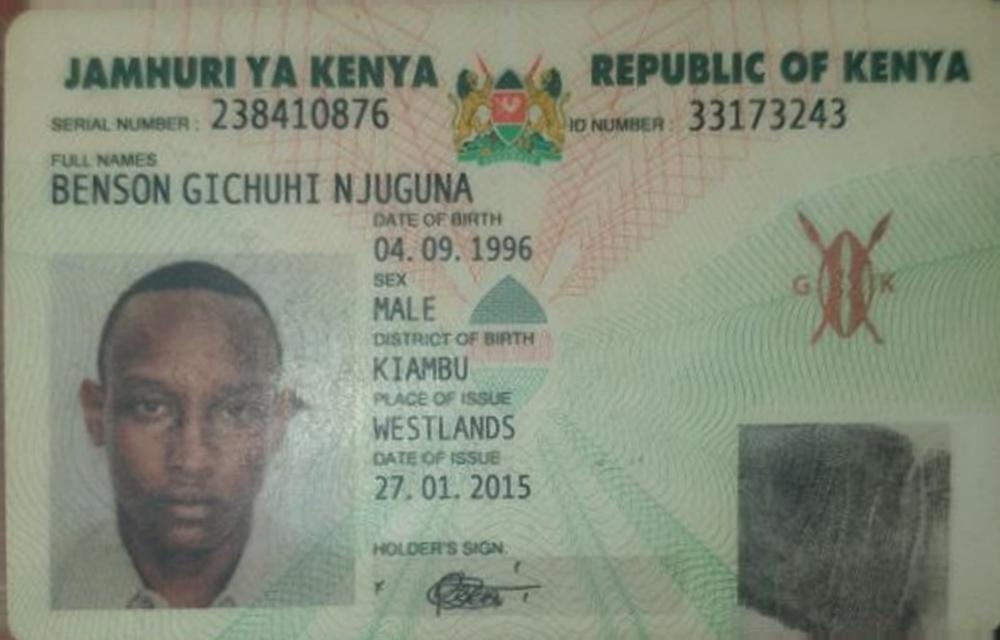 JAMHURI YA KENYA REPUBLIC OF KENYA
SERIAL NUMBER : 238410876 ID NUMBER : 33173243
FULL NAMES
BENSON GICHUHI NJUGUNA
DATE OF BIRTH
04. 09. 1996
SEX
MALE
DISTRICT OF BIRTH
KIAMBU
PLACE OF ISSUE
WESTLANDS
DATE OF ISSUE
27. 01. 2015
HOLDER'S SIGN.
G K